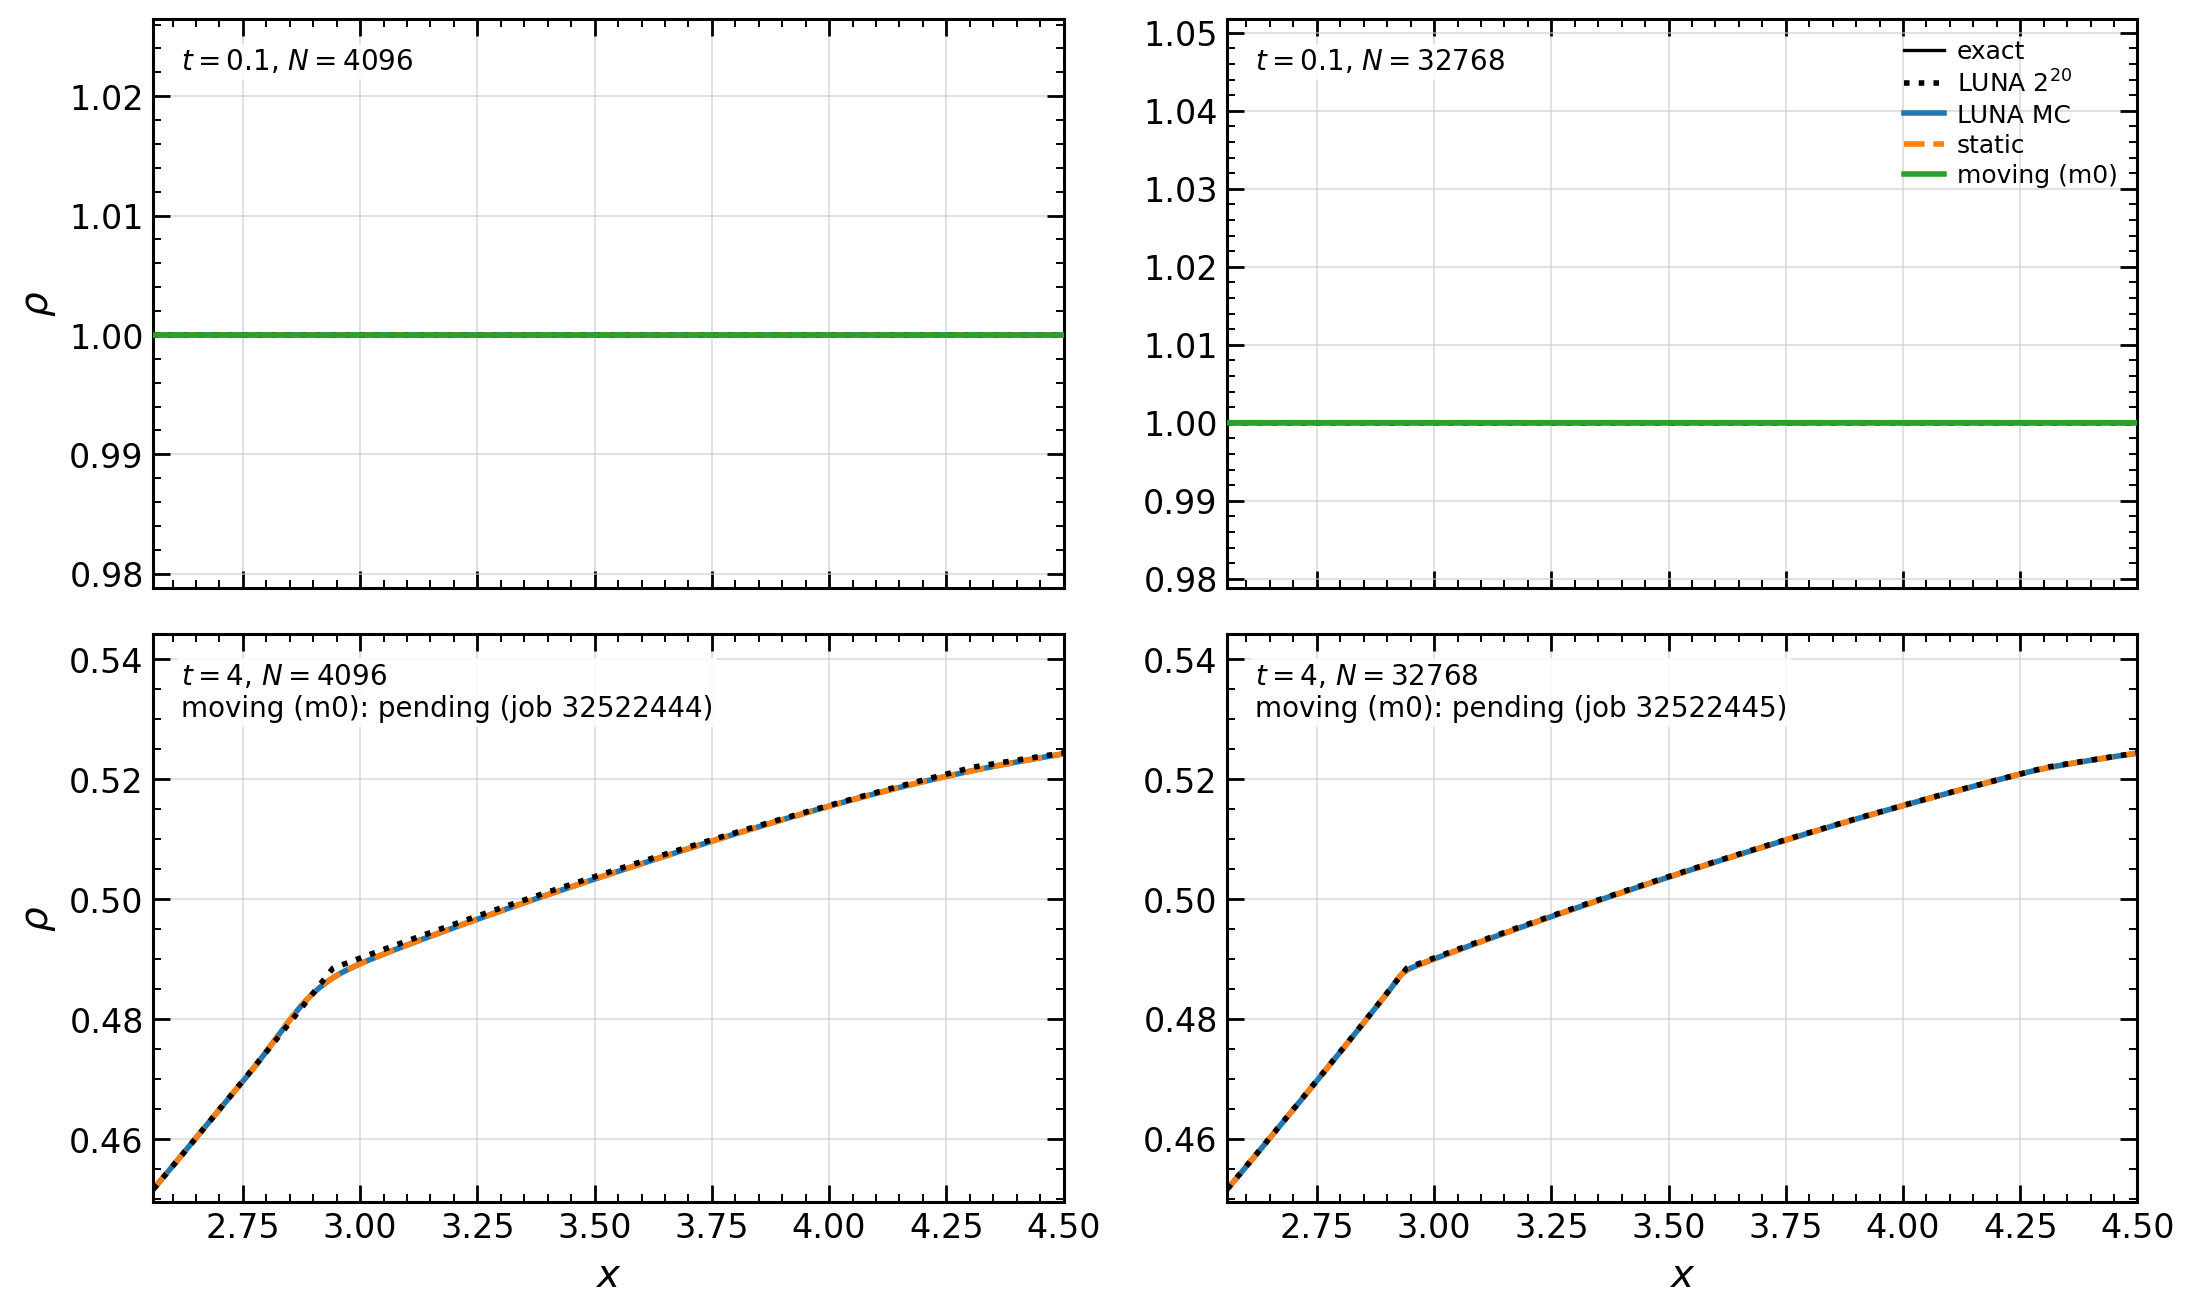 t = 0.1, N = 4096
1.02
1.01
1.00
0.99
0.98
ρ
t = 0.1, N = 32768
exact
LUNA 2^20
LUNA MC
static
moving (m0)
1.05
1.04
1.03
1.02
1.01
1.00
0.99
0.98
t = 4, N = 4096
moving (m0): pending (job 32522444)
0.54
0.52
0.50
0.48
0.46
ρ
2.75 3.00 3.25 3.50 3.75 4.00 4.25 4.50
x
t = 4, N = 32768
moving (m0): pending (job 32522445)
0.54
0.52
0.50
0.48
0.46
2.75 3.00 3.25 3.50 3.75 4.00 4.25 4.50
x